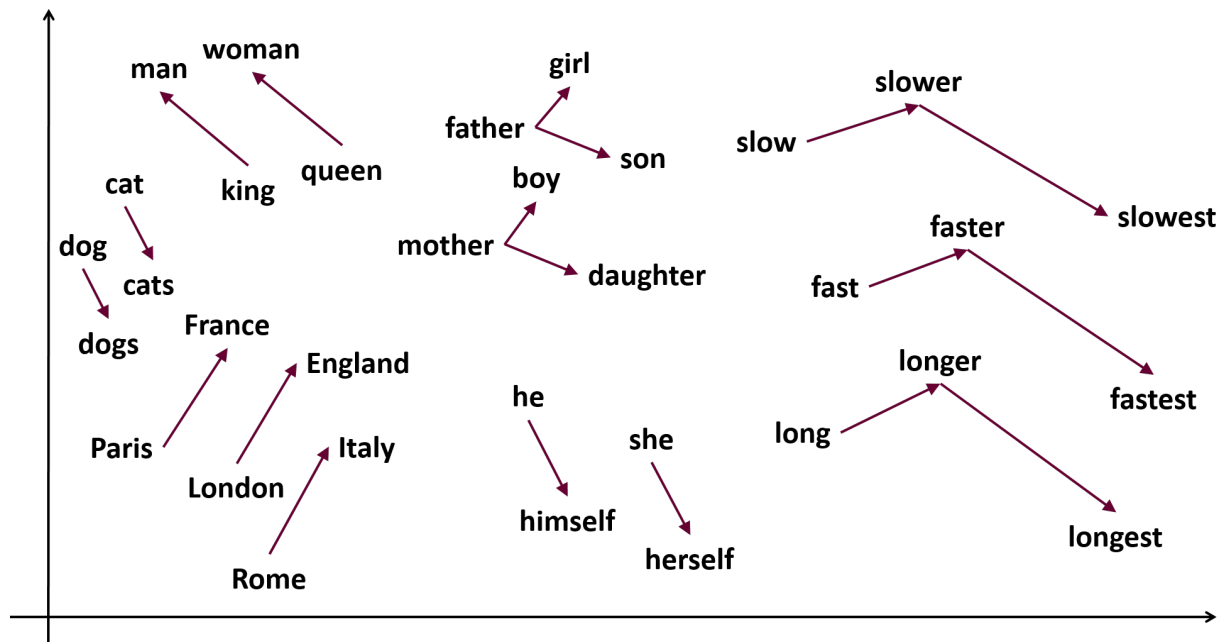 woman
man
girl
slower
father
slow
son
queen
king
boy
cat
slowest
faster
dog
mother
daughter
cats
fast
France
dogs
England
longer
he
fastest
long
she
Paris
Italy
London
himself
longest
herself
Rome